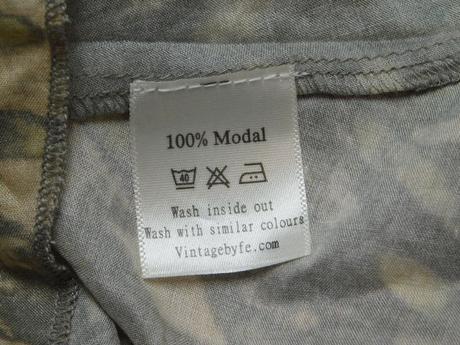 100% Modal
40
Wash inside out
Wash with similar colours
Vintagebyfe.com